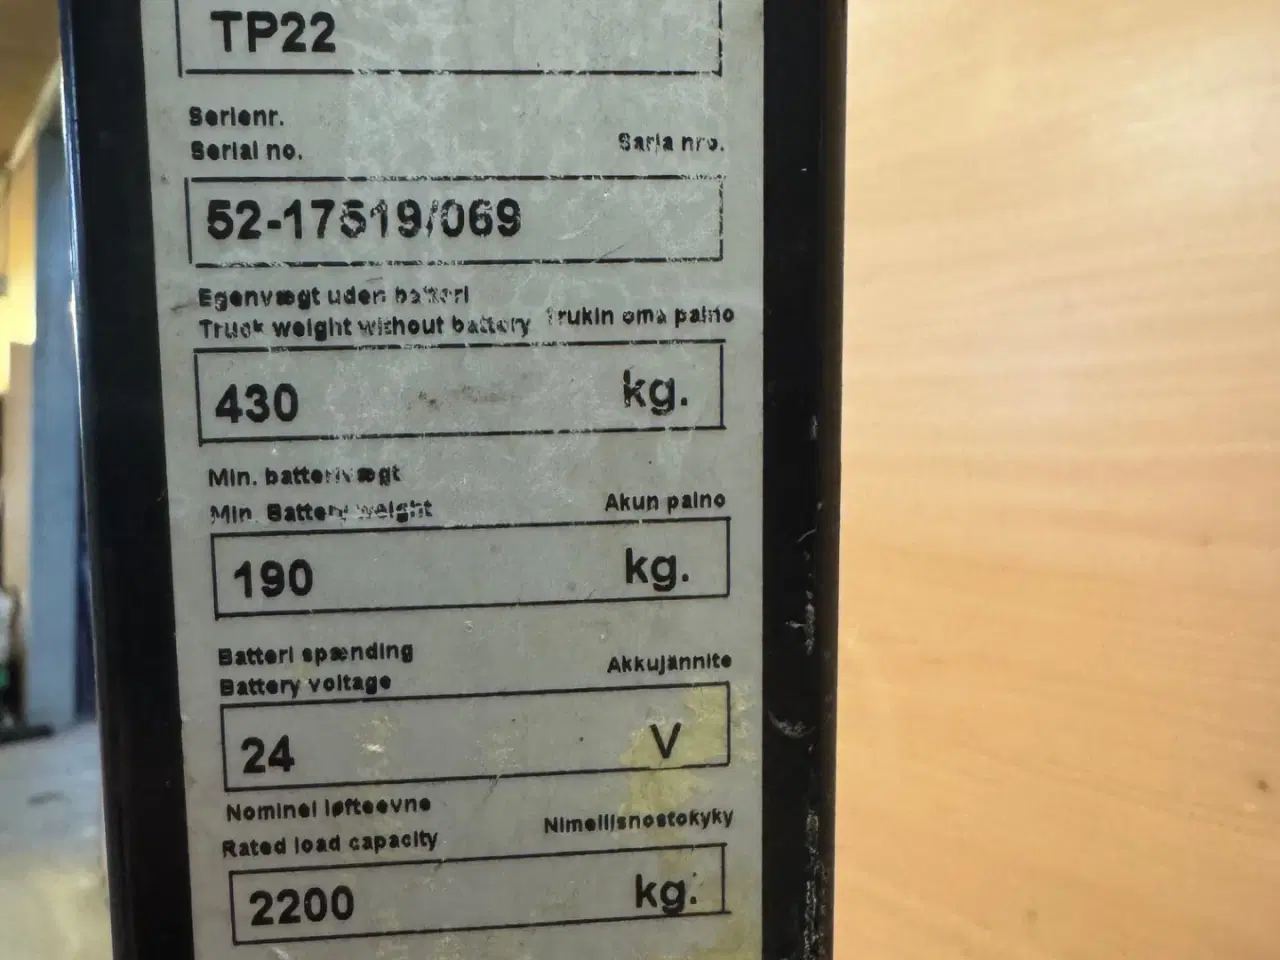 TP22
Serienr.
Serial no. Sarja nro.
52-17519/069
Egenvægt uden batteri
Truck weight without battery Trukin oma paino
430 kg.
Min. batterivægt
Min. Battery weight Akun paino
190 kg.
Batteri spænding
Battery voltage Akkujännite
24 V
Nominel løfteevne
Rated load capacity Nimellisnostokyky
2200 kg.